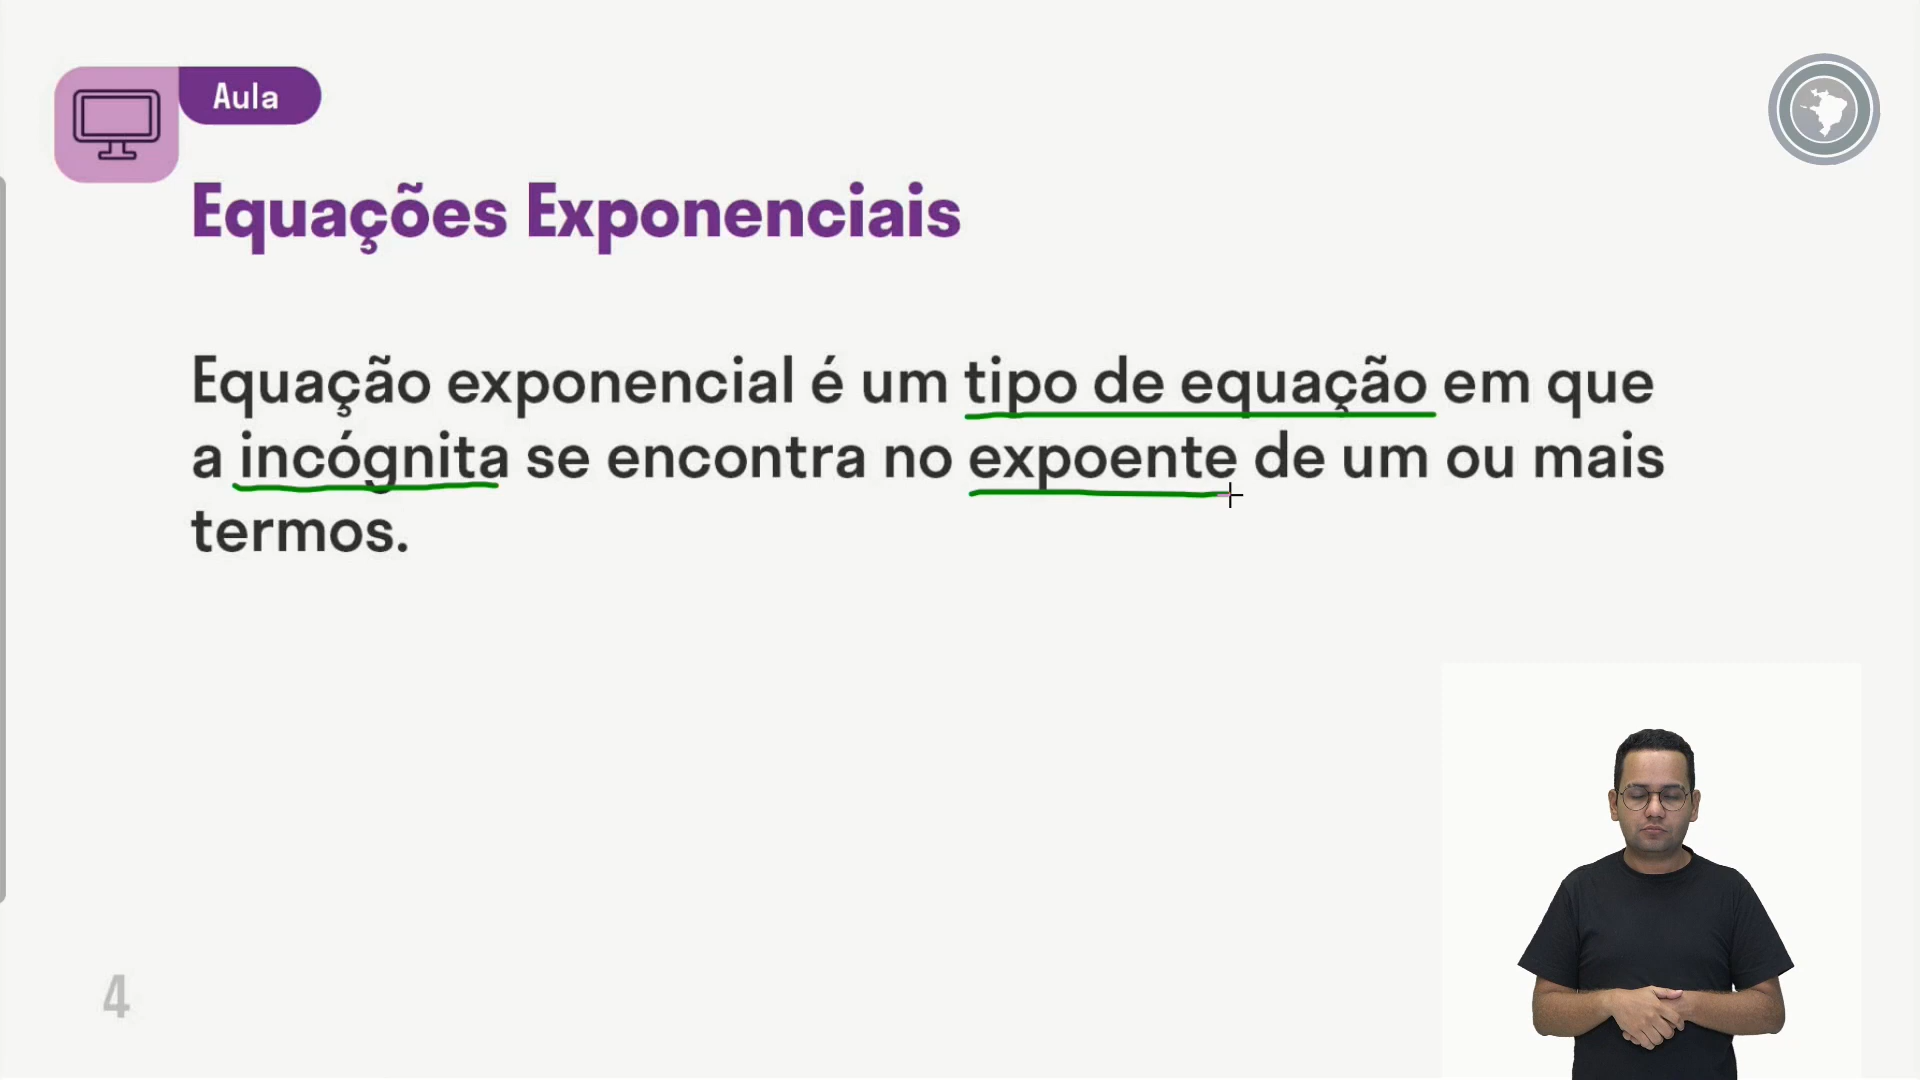 Aula
Equações Exponenciais
Equação exponencial é um tipo de equação em que
a incógnita se encontra no expoente de um ou mais
termos.
4